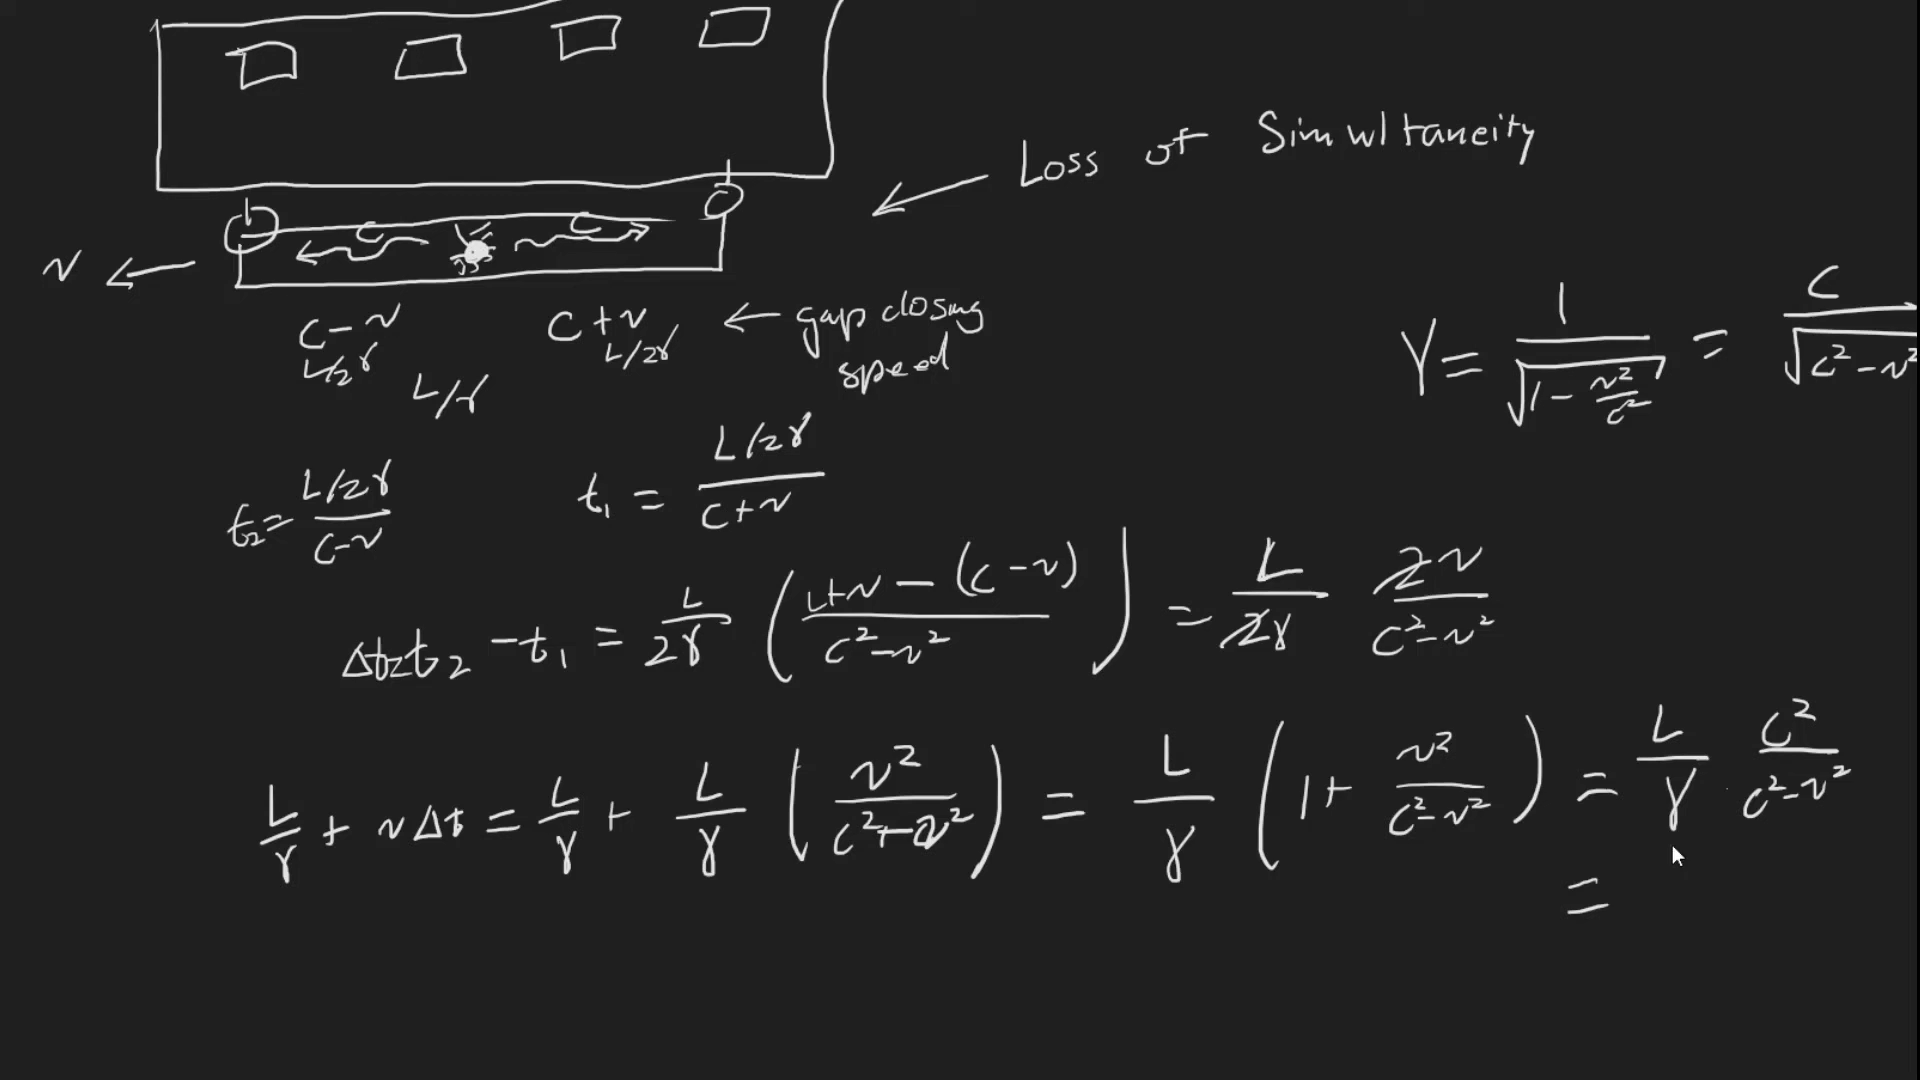 Loss of Simultaneity
v ← c c
c-v c+v ← gap closing
L/2γ L/2γ speed
L/γ
γ = 1/√(1 - v²/c²) = c/√(c²-v²
t₂ = (L/2γ)/(c-v) t₁ = (L/2γ)/(c+v)
Δt=t₂ - t₁ = L/2γ ((c+v - (c-v))/(c²-v²)) = L/2γ 2v/(c²-v²)
L/γ + vΔt = L/γ + L/γ (v²/(c²-v²)) = L/γ (1 + v²/(c²-v²)) = L/γ · c²/(c²-v²)
=